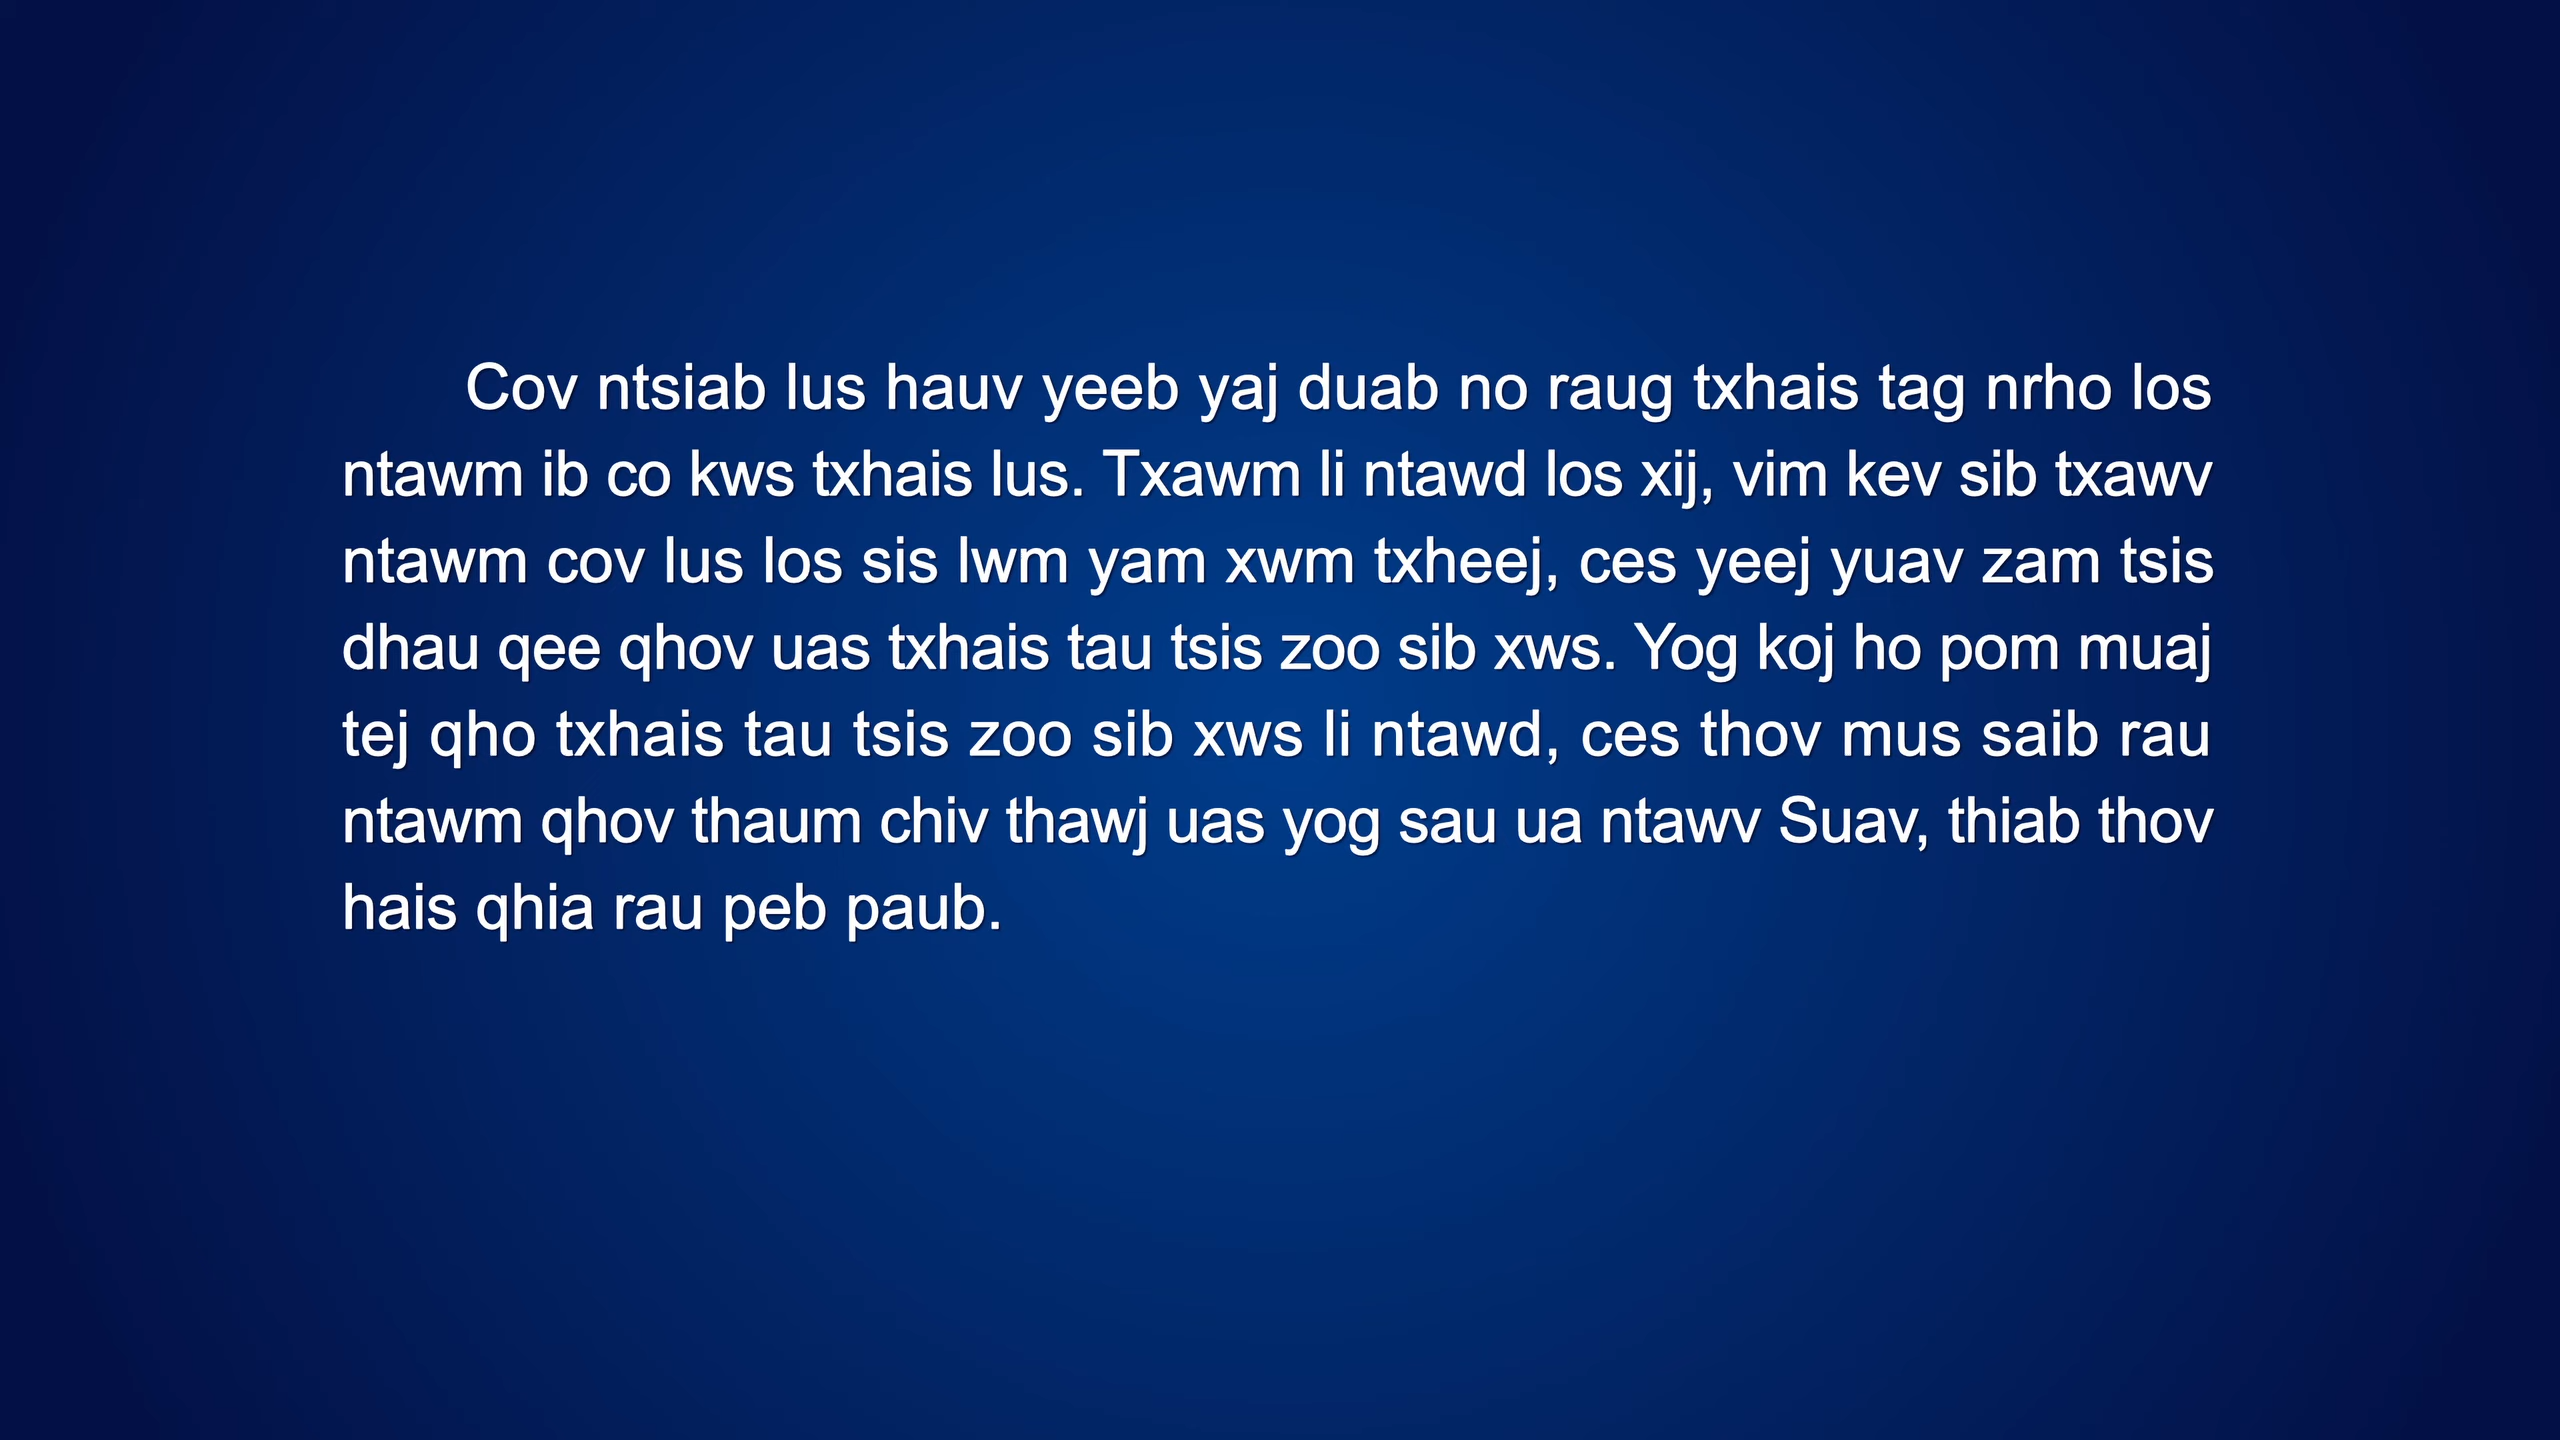 Cov ntsiab lus hauv yeeb yaj duab no raug txhais tag nrho los
ntawm ib co kws txhais lus. Txawm li ntawd los xij, vim kev sib txawv
ntawm cov lus los sis lwm yam xwm txheej, ces yeej yuav zam tsis
dhau qee qhov uas txhais tau tsis zoo sib xws. Yog koj ho pom muaj
tej qho txhais tau tsis zoo sib xws li ntawd, ces thov mus saib rau
ntawm qhov thaum chiv thawj uas yog sau ua ntawv Suav, thiab thov
hais qhia rau peb paub.